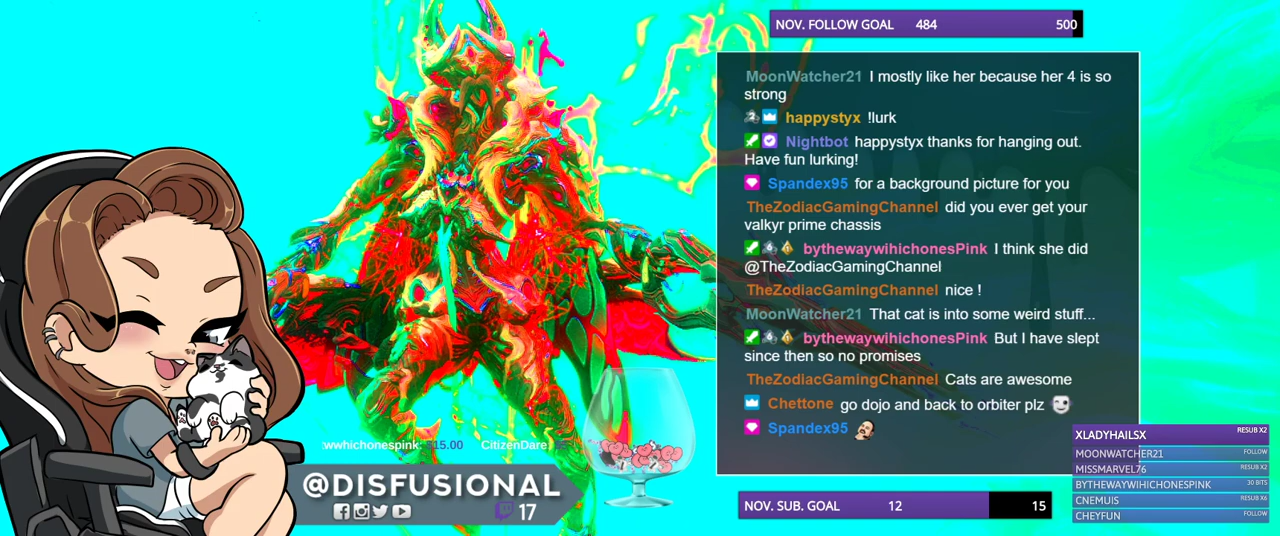 NOV. FOLLOW GOAL 484 500
MoonWatcher21 I mostly like her because her 4 is so
strong
happystyx !lurk
Nightbot happystyx thanks for hanging out.
Have fun lurking!
Spandex95 for a background picture for you
TheZodiacGamingChannel did you ever get your
valkyr prime chassis
bythewaywihichonesPink I think she did
@TheZodiacGamingChannel
TheZodiacGamingChannel nice !
MoonWatcher21 That cat is into some weird stuff...
bythewaywihichonesPink But I have slept
since then so no promises
TheZodiacGamingChannel Cats are awesome
Chettone go dojo and back to orbiter plz
Spandex95
wwhichonespink: $15.00 CitizenDare:
@DISFUSIONAL
17
NOV. SUB. GOAL 12 15
XLADYHAILSX RESUB X2
MOONWATCHER21 FOLLOW
MISSMARVEL76 RESUB X2
BYTHEWAYWIHICHONESPINK 30 BITS
CNEMUIS RESUB X6
CHEYFUN FOLLOW